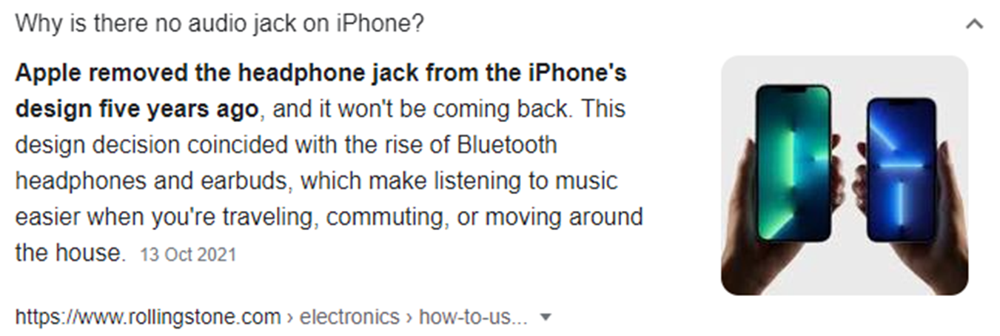 Why is there no audio jack on iPhone?
Apple removed the headphone jack from the iPhone's
design five years ago, and it won't be coming back. This
design decision coincided with the rise of Bluetooth
headphones and earbuds, which make listening to music
easier when you're traveling, commuting, or moving around
the house. 13 Oct 2021
https://www.rollingstone.com › electronics › how-to-us...